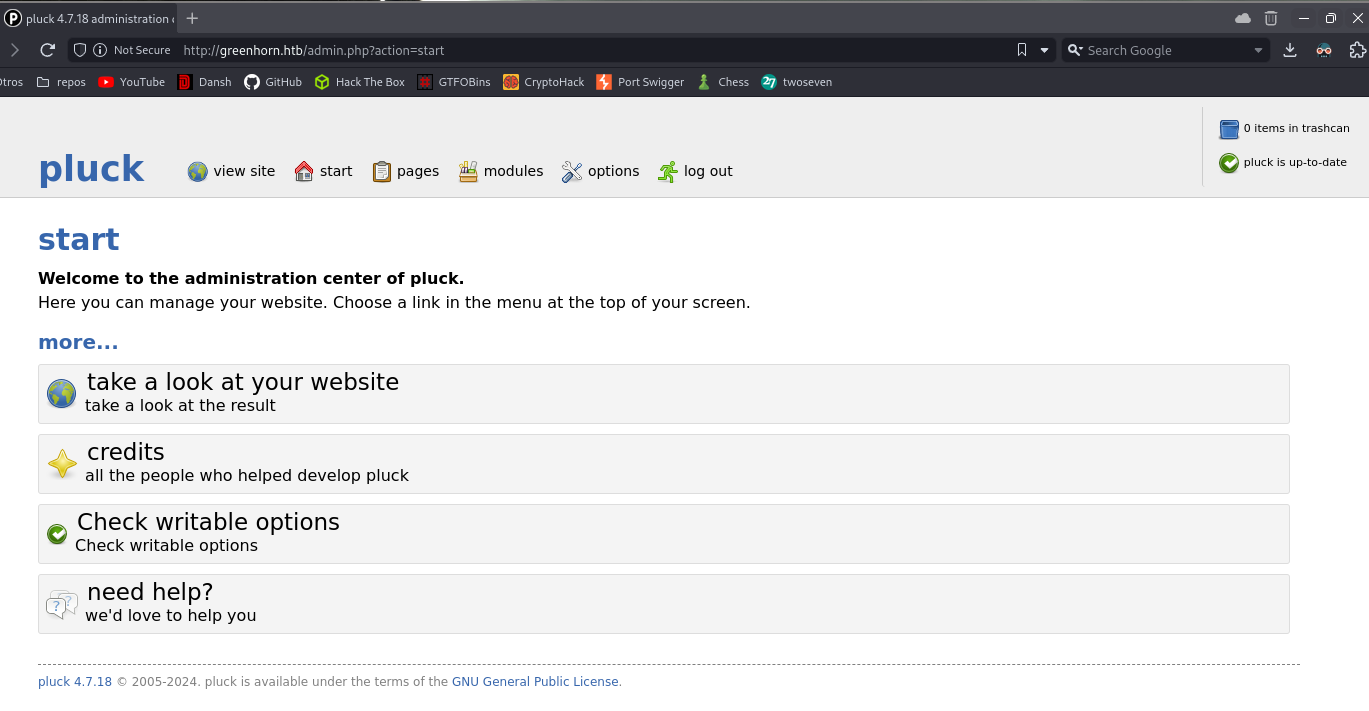 pluck 4.7.18 administration
Not Secure http://greenhorn.htb/admin.php?action=start Search Google
Otros repos YouTube Dansh GitHub Hack The Box GTFOBins CryptoHack Port Swigger Chess twoseven
0 items in trashcan
pluck is up-to-date
pluck view site start pages modules options log out
start
Welcome to the administration center of pluck.
Here you can manage your website. Choose a link in the menu at the top of your screen.
more...
take a look at your website
take a look at the result
credits
all the people who helped develop pluck
Check writable options
Check writable options
need help?
we'd love to help you
pluck 4.7.18 © 2005-2024. pluck is available under the terms of the GNU General Public License.